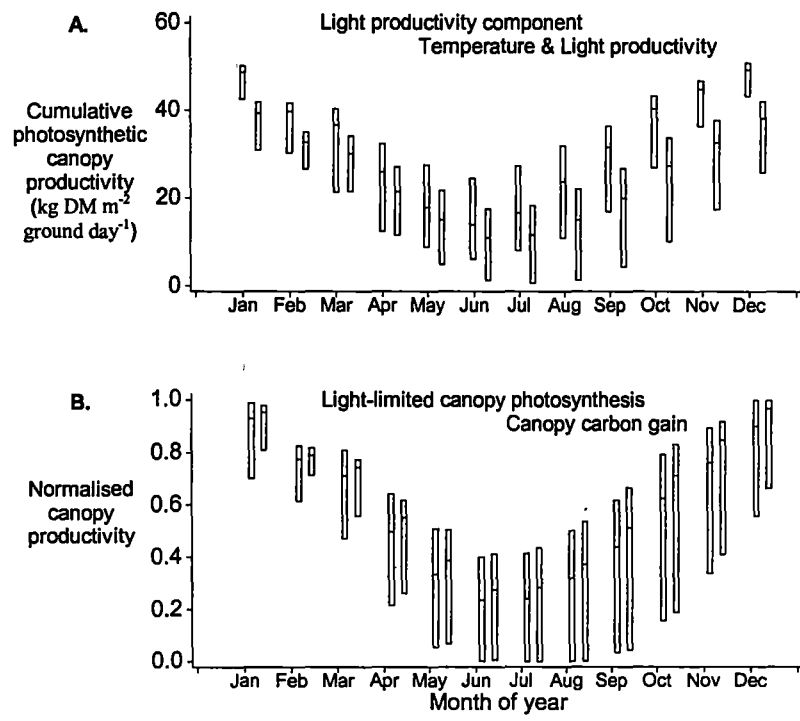 A.
Light productivity component
Temperature & Light productivity
Cumulative
photosynthetic
canopy
productivity
(kg DM m⁻²
ground day⁻¹)
60
40
20
0
Jan Feb Mar Apr May Jun Jul Aug Sep Oct Nov Dec
B.
Light-limited canopy photosynthesis
Canopy carbon gain
Normalised
canopy
productivity
1.0
0.8
0.6
0.4
0.2
0.0
Jan Feb Mar Apr May Jun Jul Aug Sep Oct Nov Dec
Month of year